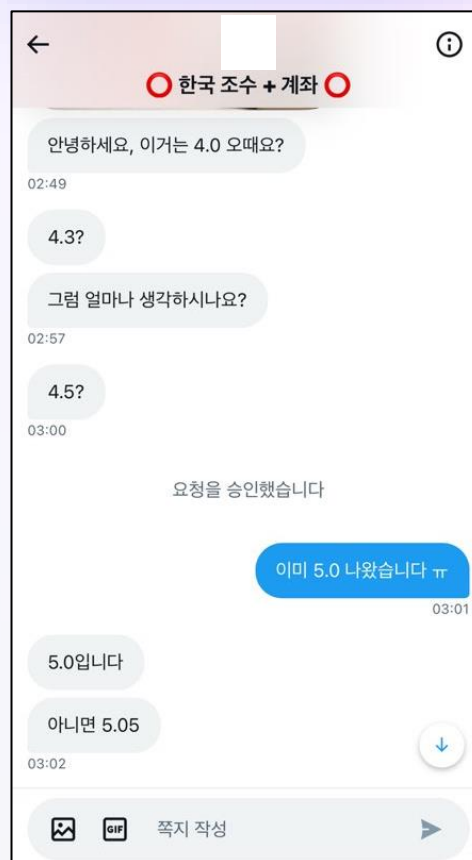 한국 조수 + 계좌
안녕하세요, 이거는 4.0 오때요?
02:49
4.3?
그럼 얼마나 생각하시나요?
02:57
4.5?
03:00
요청을 승인했습니다
이미 5.0 나왔습니다 ㅠ
03:01
5.0입니다
아니면 5.05
03:02
GIF 쪽지 작성